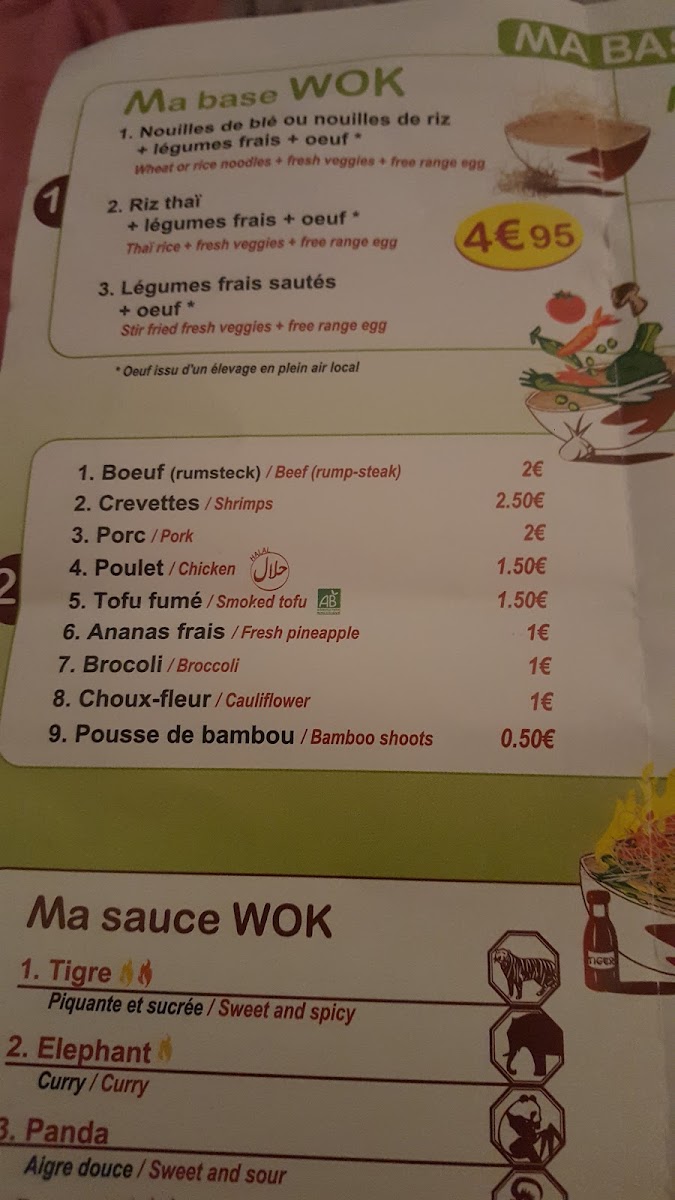 MA BAS
Ma base WOK
1. Nouilles de blé ou nouilles de riz
+ légumes frais + oeuf *
Wheat or rice noodles + fresh veggies + free range egg
1
2. Riz thaï
+ légumes frais + oeuf *
Thaï rice + fresh veggies + free range egg
4€95
3. Légumes frais sautés
+ oeuf *
Stir fried fresh veggies + free range egg
* Oeuf issu d'un élevage en plein air local
2
1. Boeuf (rumsteck) / Beef (rump-steak) 2€
2. Crevettes / Shrimps 2.50€
3. Porc / Pork 2€
4. Poulet / Chicken HALAL حلال 1.50€
5. Tofu fumé / Smoked tofu AB 1.50€
6. Ananas frais / Fresh pineapple 1€
7. Brocoli / Broccoli 1€
8. Choux-fleur / Cauliflower 1€
9. Pousse de bambou / Bamboo shoots 0.50€
Ma sauce WOK
1. Tigre
Piquante et sucrée / Sweet and spicy
TIGER
2. Elephant
Curry / Curry
3. Panda
Aigre douce / Sweet and sour